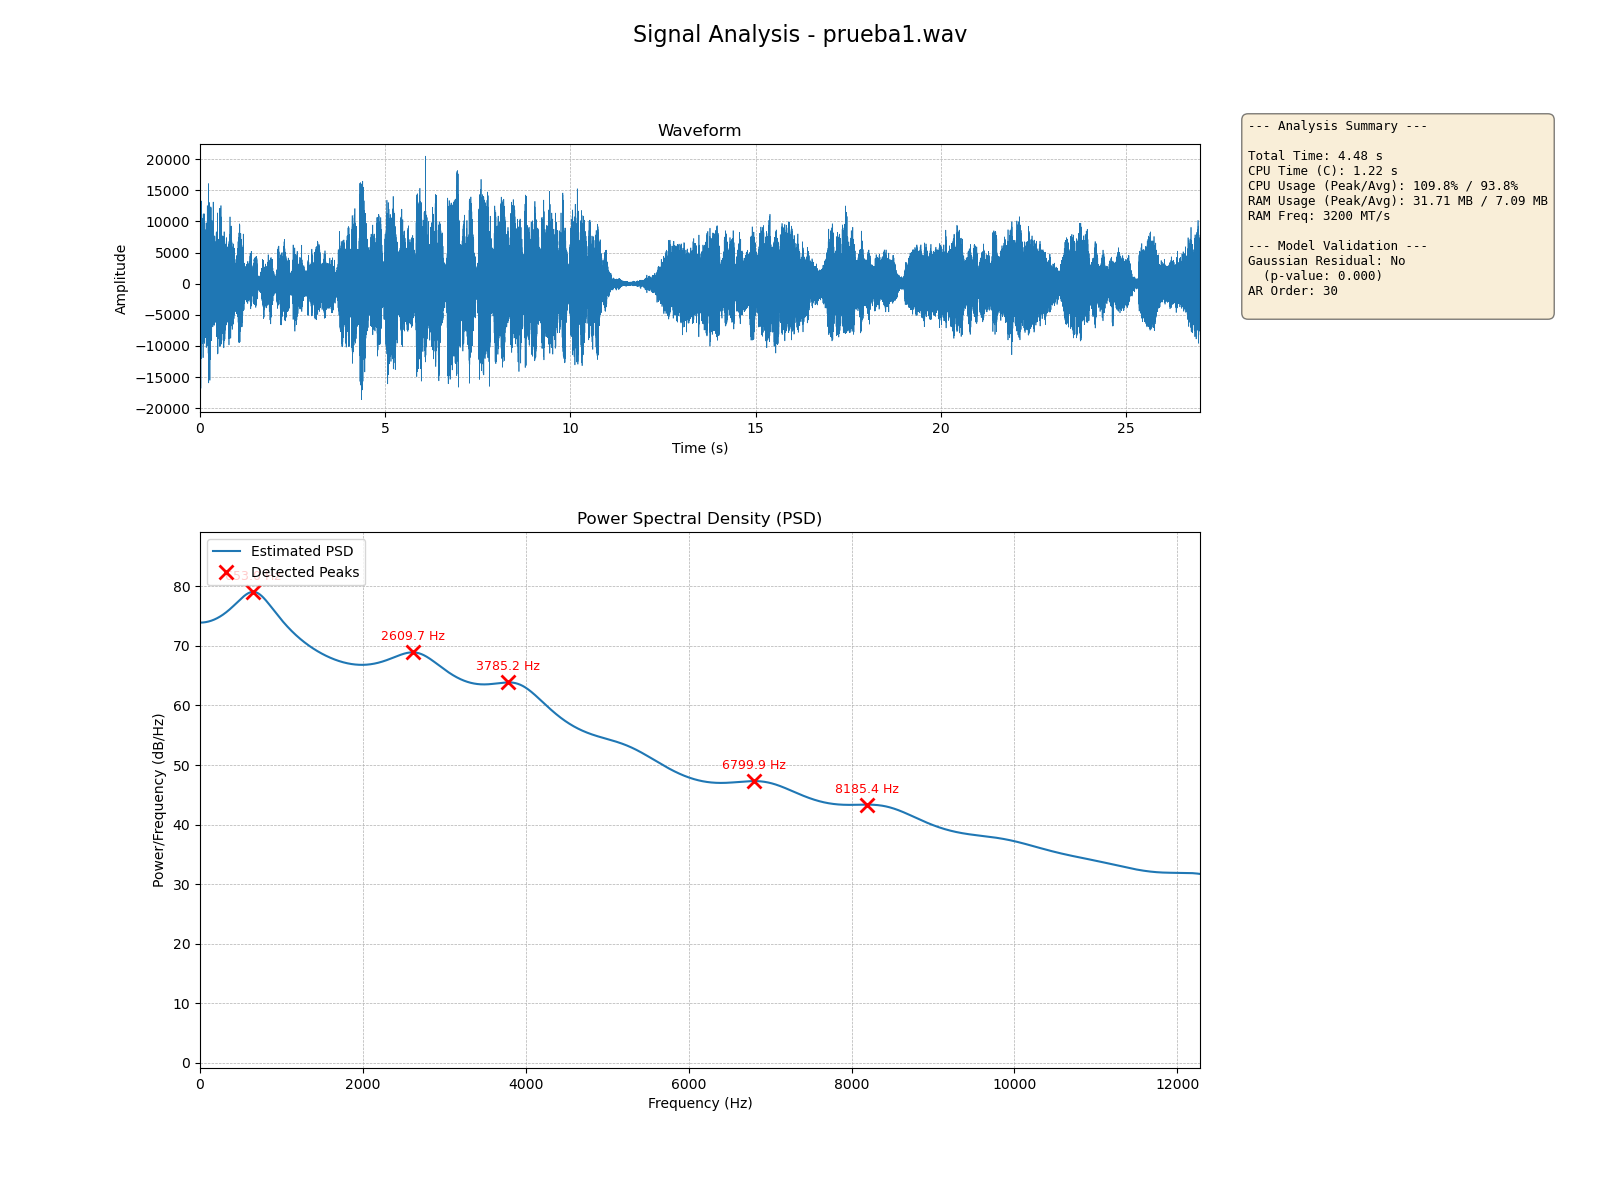 Signal Analysis - prueba1.wav
Waveform
20000
15000
10000
5000
0
−5000
−10000
−15000
−20000
Amplitude
0 5 10 15 20 25
Time (s)
--- Analysis Summary ---
Total Time: 4.48 s
CPU Time (C): 1.22 s
CPU Usage (Peak/Avg): 109.8% / 93.8%
RAM Usage (Peak/Avg): 31.71 MB / 7.09 MB
RAM Freq: 3200 MT/s
--- Model Validation ---
Gaussian Residual: No
(p-value: 0.000)
AR Order: 30
Power Spectral Density (PSD)
Estimated PSD
Detected Peaks
2609.7 Hz
3785.2 Hz
6799.9 Hz
8185.4 Hz
80
70
60
50
40
30
20
10
0
Power/Frequency (dB/Hz)
0 2000 4000 6000 8000 10000 12000
Frequency (Hz)